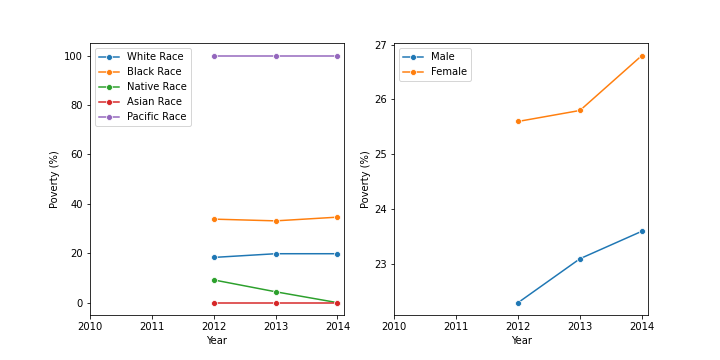 White Race
Black Race
Native Race
Asian Race
Pacific Race
100
80
60
40
20
0
Poverty (%)
2010 2011 2012 2013 2014
Year
Male
Female
27
26
25
24
23
Poverty (%)
2010 2011 2012 2013 2014
Year